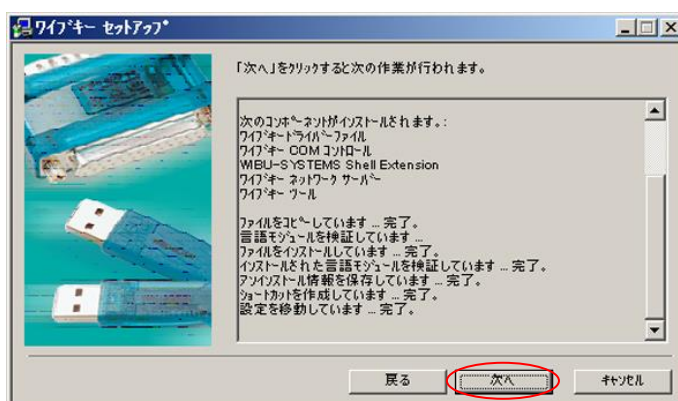 ワイブキー セットアップ
「次へ」をクリックすると次の作業が行われます。
次のコンポーネントがインストールされます。:
ワイブキードライバーファイル
ワイブキー COM コントロール
WIBU-SYSTEMS Shell Extension
ワイブキー ネットワーク サーバー
ワイブキー ツール
ファイルをコピーしています ... 完了。
言語モジュールを検証しています ...
ファイルをインストールしています ... 完了。
インストールされた言語モジュールを検証しています ... 完了。
アンインストール情報を保存しています ... 完了。
ショートカットを作成しています ... 完了。
設定を移動しています ... 完了。
戻る 次へ キャンセル